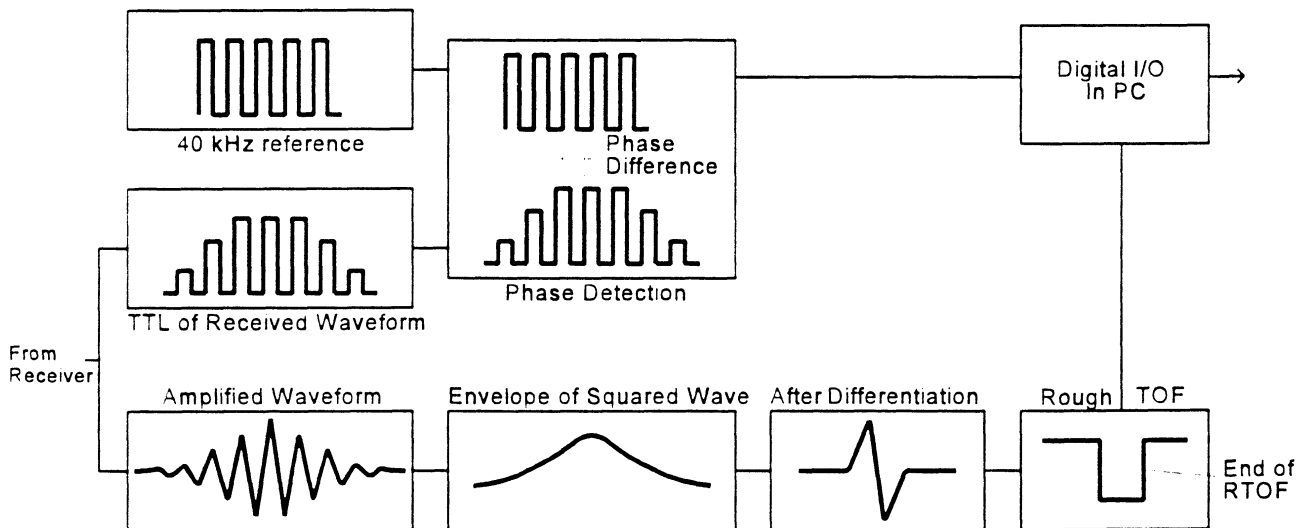 Digital I/O
In PC
40 kHz reference
Phase
Difference
Phase Detection
TTL of Received Waveform
From
Receiver
Amplified Waveform
Envelope of Squared Wave
After Differentiation
Rough TOF
End of
RTOF